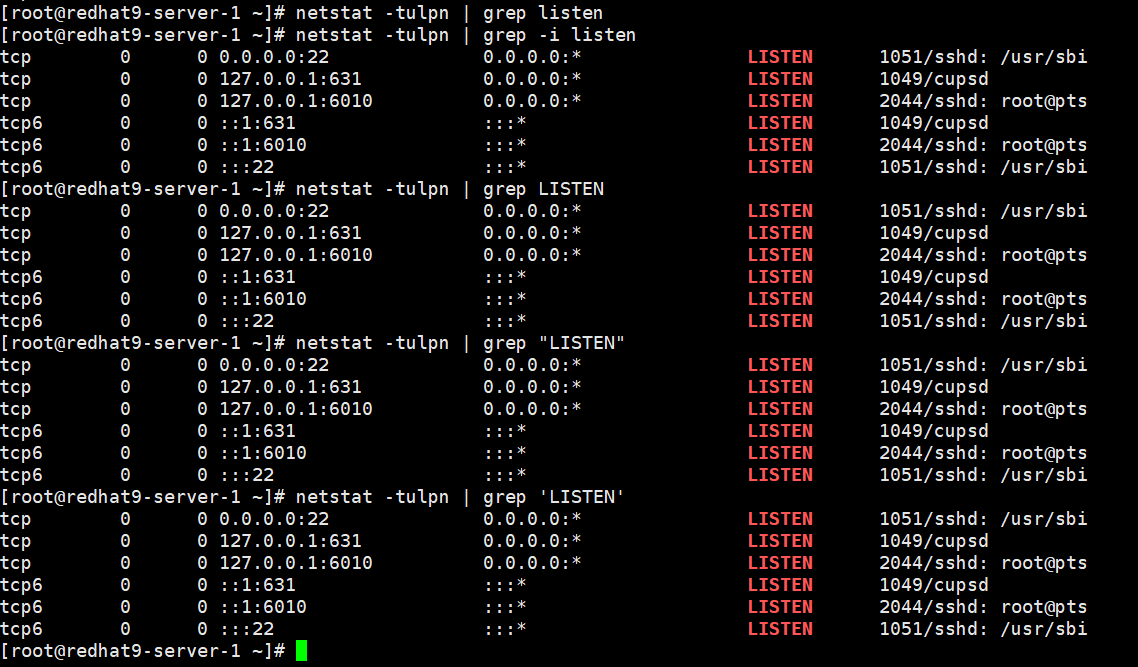 [root@redhat9-server-1 ~]# netstat -tulpn | grep listen
[root@redhat9-server-1 ~]# netstat -tulpn | grep -i listen
tcp        0      0 0.0.0.0:22              0.0.0.0:*               LISTEN      1051/sshd: /usr/sbi
tcp        0      0 127.0.0.1:631           0.0.0.0:*               LISTEN      1049/cupsd
tcp        0      0 127.0.0.1:6010          0.0.0.0:*               LISTEN      2044/sshd: root@pts
tcp6       0      0 ::1:631                 :::*                    LISTEN      1049/cupsd
tcp6       0      0 ::1:6010                :::*                    LISTEN      2044/sshd: root@pts
tcp6       0      0 :::22                   :::*                    LISTEN      1051/sshd: /usr/sbi
[root@redhat9-server-1 ~]# netstat -tulpn | grep LISTEN
tcp        0      0 0.0.0.0:22              0.0.0.0:*               LISTEN      1051/sshd: /usr/sbi
tcp        0      0 127.0.0.1:631           0.0.0.0:*               LISTEN      1049/cupsd
tcp        0      0 127.0.0.1:6010          0.0.0.0:*               LISTEN      2044/sshd: root@pts
tcp6       0      0 ::1:631                 :::*                    LISTEN      1049/cupsd
tcp6       0      0 ::1:6010                :::*                    LISTEN      2044/sshd: root@pts
tcp6       0      0 :::22                   :::*                    LISTEN      1051/sshd: /usr/sbi
[root@redhat9-server-1 ~]# netstat -tulpn | grep "LISTEN"
tcp        0      0 0.0.0.0:22              0.0.0.0:*               LISTEN      1051/sshd: /usr/sbi
tcp        0      0 127.0.0.1:631           0.0.0.0:*               LISTEN      1049/cupsd
tcp        0      0 127.0.0.1:6010          0.0.0.0:*               LISTEN      2044/sshd: root@pts
tcp6       0      0 ::1:631                 :::*                    LISTEN      1049/cupsd
tcp6       0      0 ::1:6010                :::*                    LISTEN      2044/sshd: root@pts
tcp6       0      0 :::22                   :::*                    LISTEN      1051/sshd: /usr/sbi
[root@redhat9-server-1 ~]# netstat -tulpn | grep 'LISTEN'
tcp        0      0 0.0.0.0:22              0.0.0.0:*               LISTEN      1051/sshd: /usr/sbi
tcp        0      0 127.0.0.1:631           0.0.0.0:*               LISTEN      1049/cupsd
tcp        0      0 127.0.0.1:6010          0.0.0.0:*               LISTEN      2044/sshd: root@pts
tcp6       0      0 ::1:631                 :::*                    LISTEN      1049/cupsd
tcp6       0      0 ::1:6010                :::*                    LISTEN      2044/sshd: root@pts
tcp6       0      0 :::22                   :::*                    LISTEN      1051/sshd: /usr/sbi
[root@redhat9-server-1 ~]#